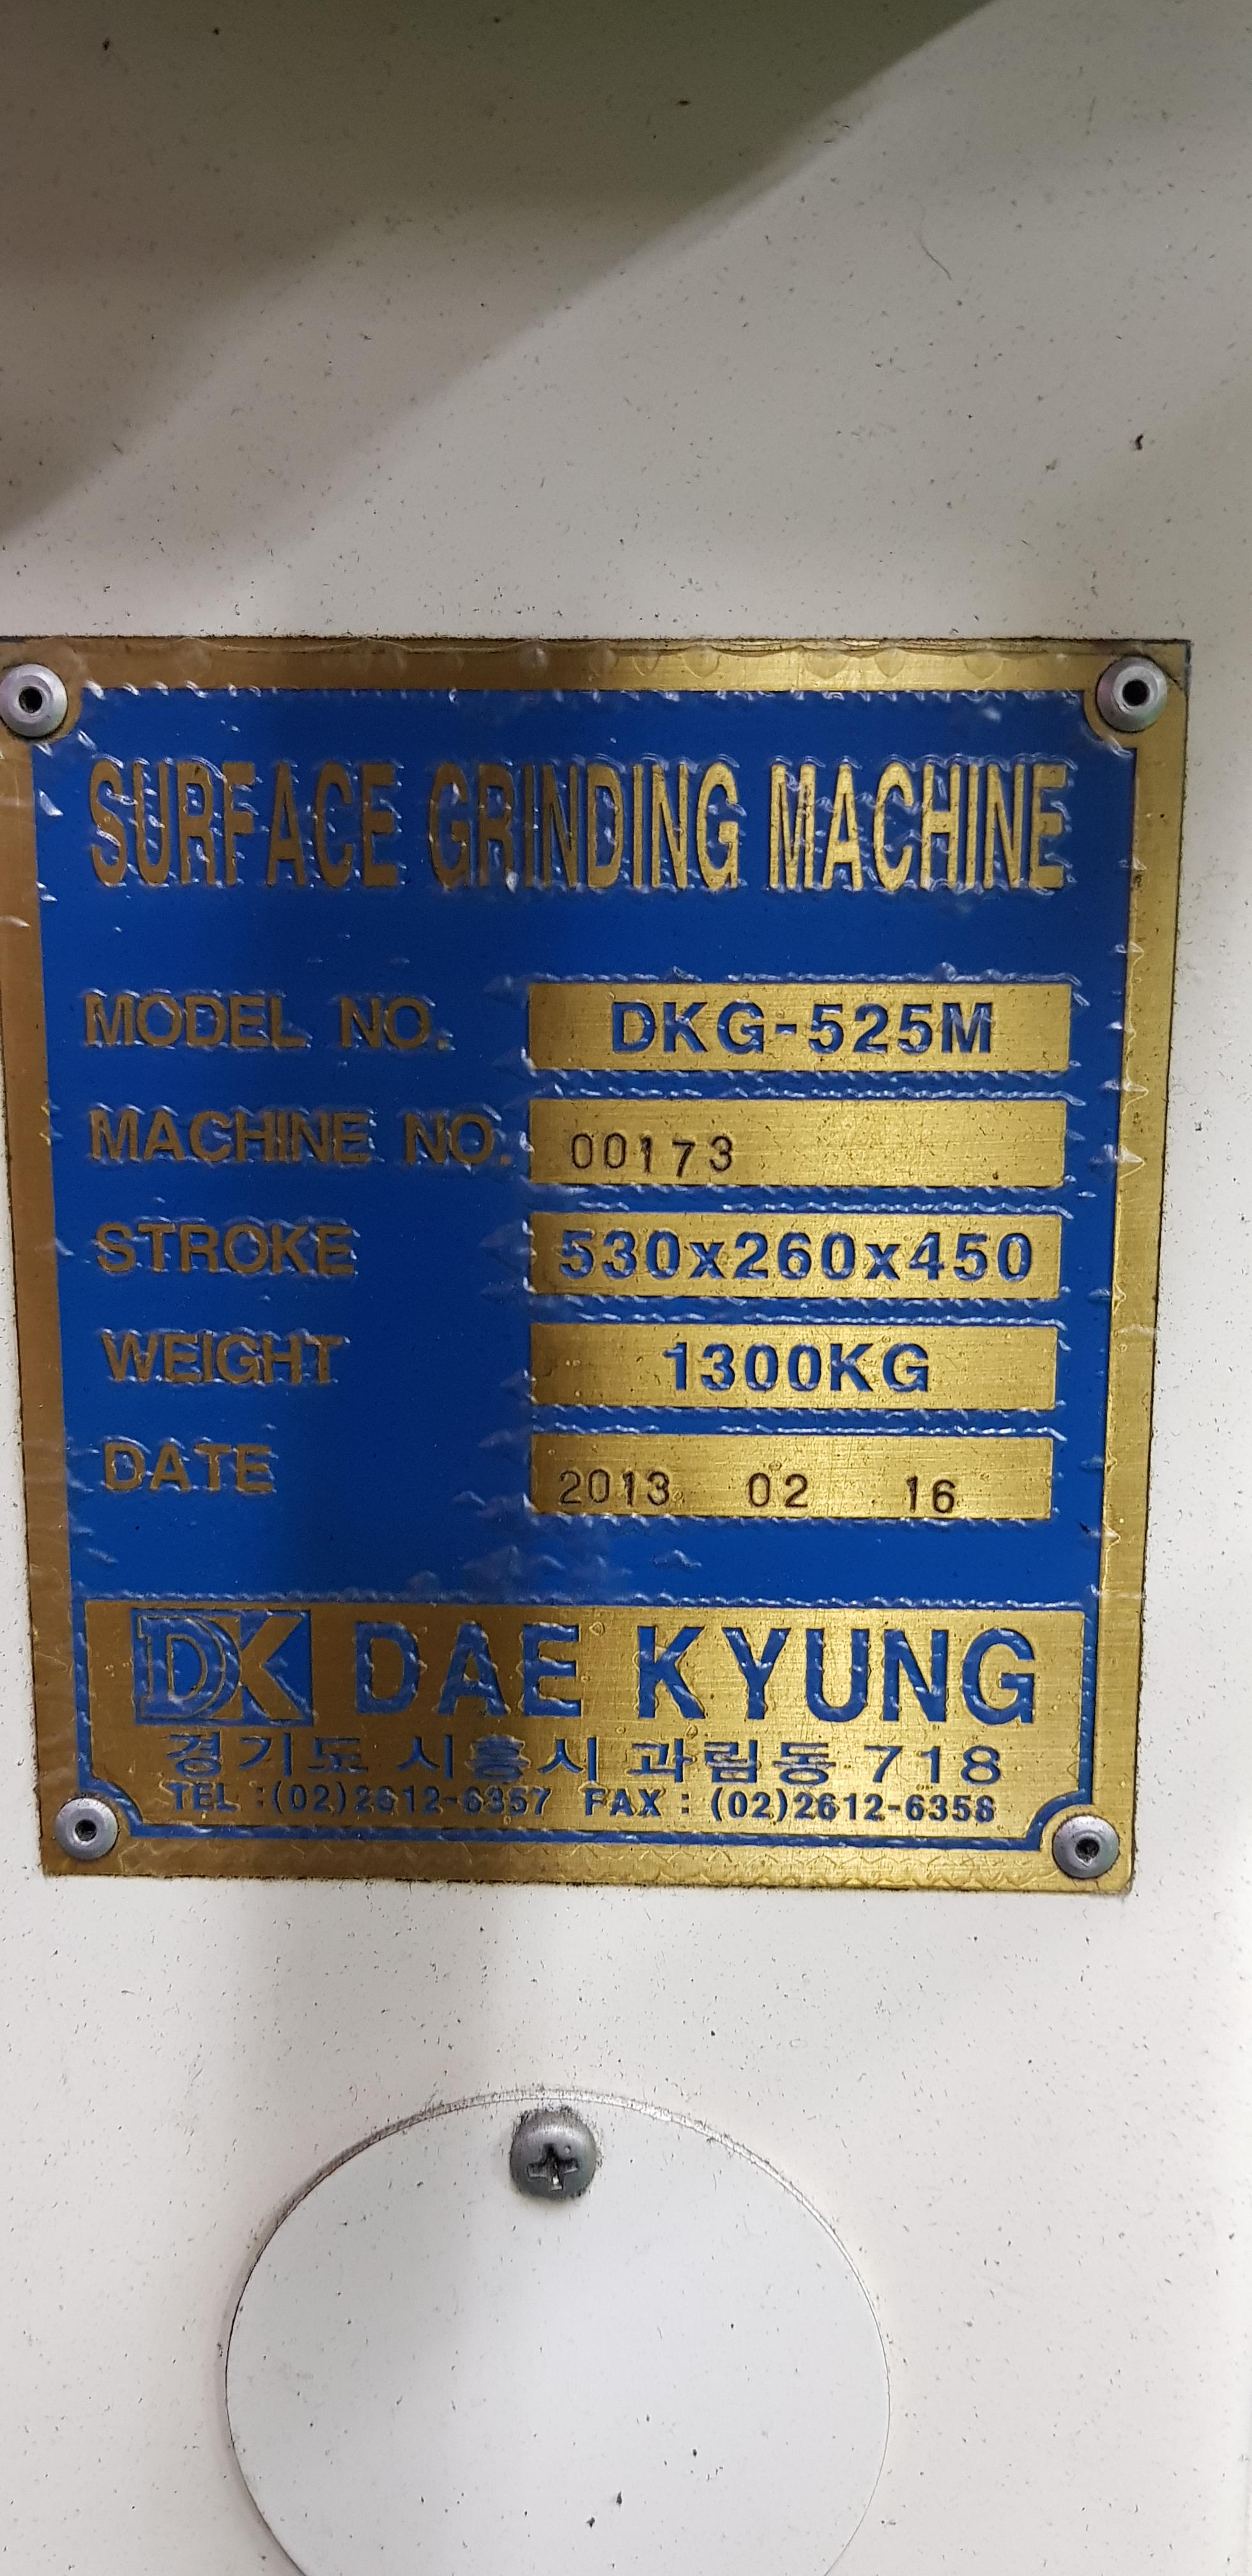 SURFACE GRINDING MACHINE
MODEL NO. DKG-525M
MACHINE NO. 00173
STROKE 530x260x450
WEIGHT 1300KG
DATE 2013 02 16
DK DAE KYUNG
경기도 시흥시 과림동 718
TEL :(02)2612-6357 FAX : (02)2612-6358